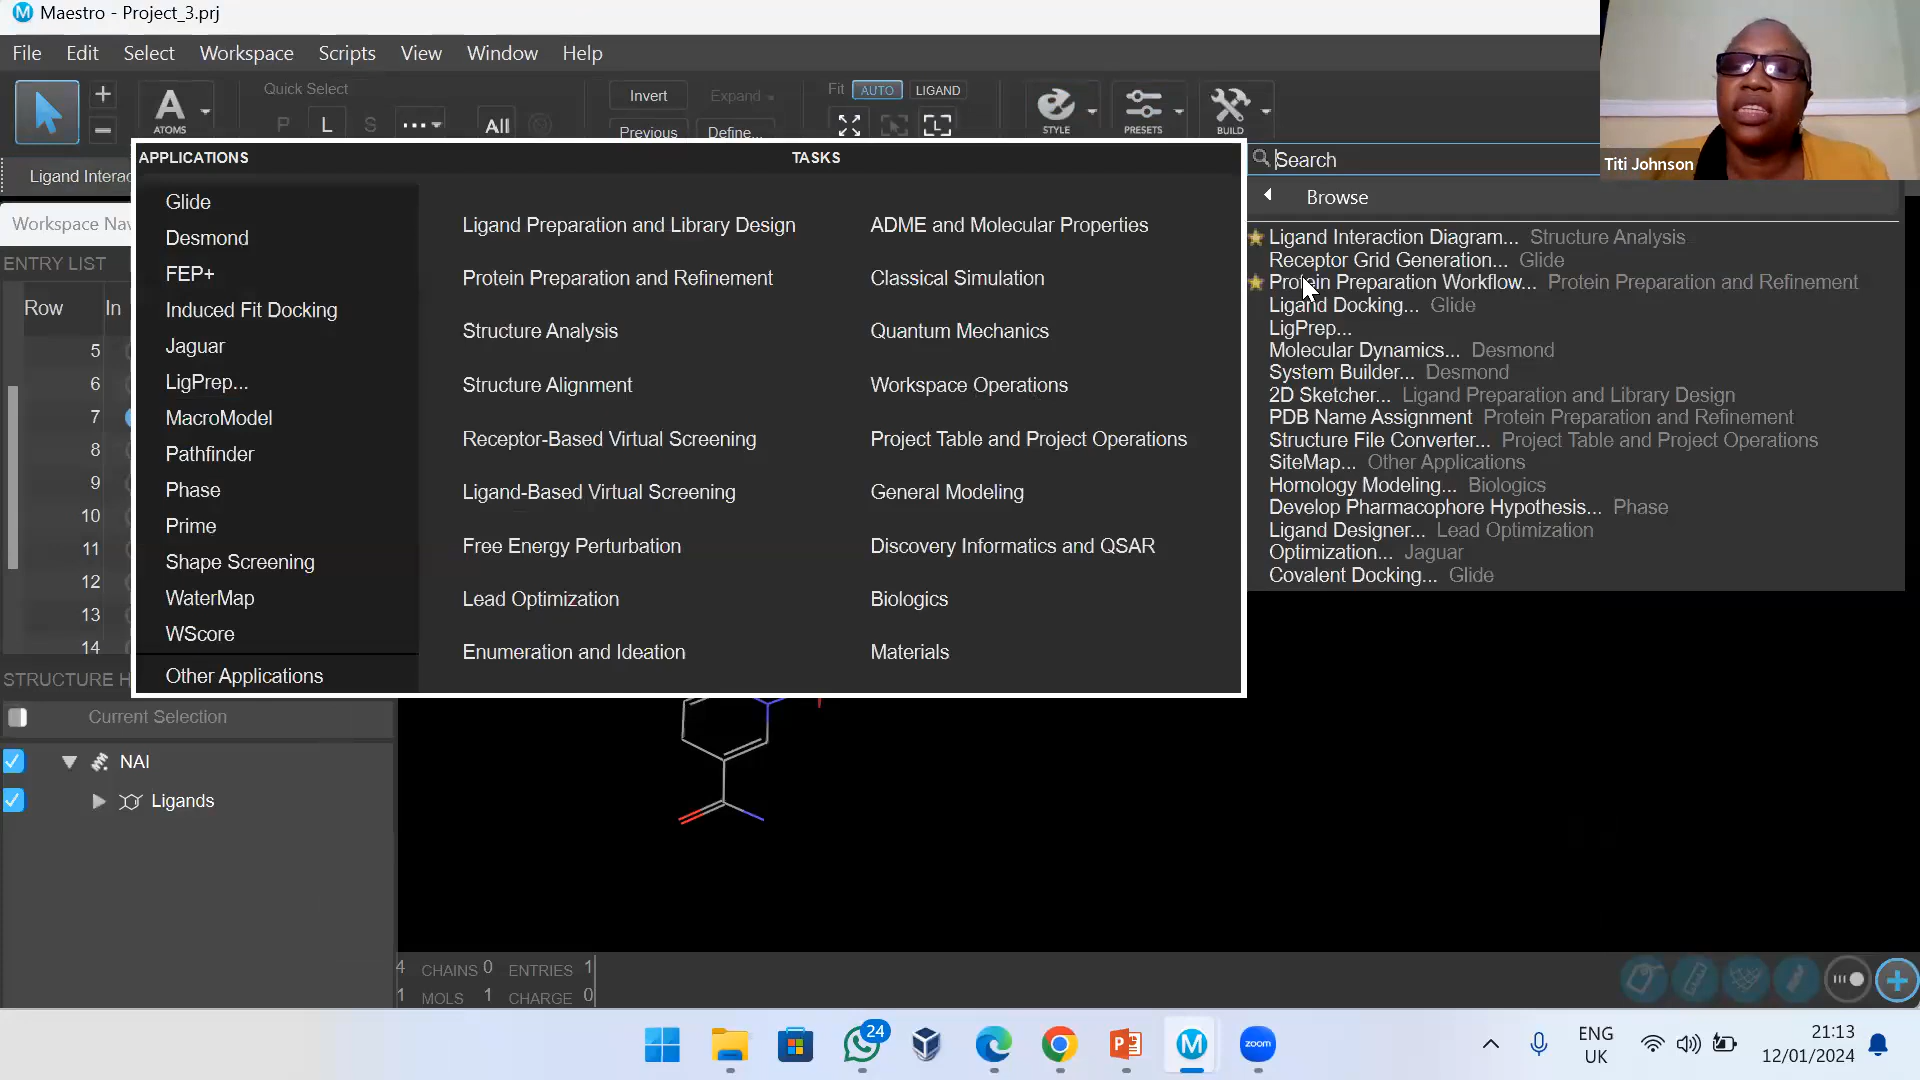 Maestro - Project_3.prj
File Edit Select Workspace Scripts View Window Help
Quick Select
Invert
Expand
Fit AUTO LIGAND
ATOMS
P L S ... All
Previous Define...
STYLE
PRESETS
BUILD
Titi Johnson
Ligand Interac
Workspace Nav
ENTRY LIST
Row In
5
6
7
8
9
10
11
12
13
14
STRUCTURE H
Current Selection
NAI
Ligands
APPLICATIONS
Glide
Desmond
FEP+
Induced Fit Docking
Jaguar
LigPrep...
MacroModel
Pathfinder
Phase
Prime
Shape Screening
WaterMap
WScore
Other Applications
TASKS
Ligand Preparation and Library Design
Protein Preparation and Refinement
Structure Analysis
Structure Alignment
Receptor-Based Virtual Screening
Ligand-Based Virtual Screening
Free Energy Perturbation
Lead Optimization
Enumeration and Ideation
ADME and Molecular Properties
Classical Simulation
Quantum Mechanics
Workspace Operations
Project Table and Project Operations
General Modeling
Discovery Informatics and QSAR
Biologics
Materials
Search
Browse
Ligand Interaction Diagram... Structure Analysis
Receptor Grid Generation... Glide
Protein Preparation Workflow... Protein Preparation and Refinement
Ligand Docking... Glide
LigPrep...
Molecular Dynamics... Desmond
System Builder... Desmond
2D Sketcher... Ligand Preparation and Library Design
PDB Name Assignment Protein Preparation and Refinement
Structure File Converter... Project Table and Project Operations
SiteMap... Other Applications
Homology Modeling... Biologics
Develop Pharmacophore Hypothesis... Phase
Ligand Designer... Lead Optimization
Optimization... Jaguar
Covalent Docking... Glide
4 CHAINS 0 ENTRIES 1
1 MOLS 1 CHARGE 0
24
zoom
ENG
UK
21:13
12/01/2024